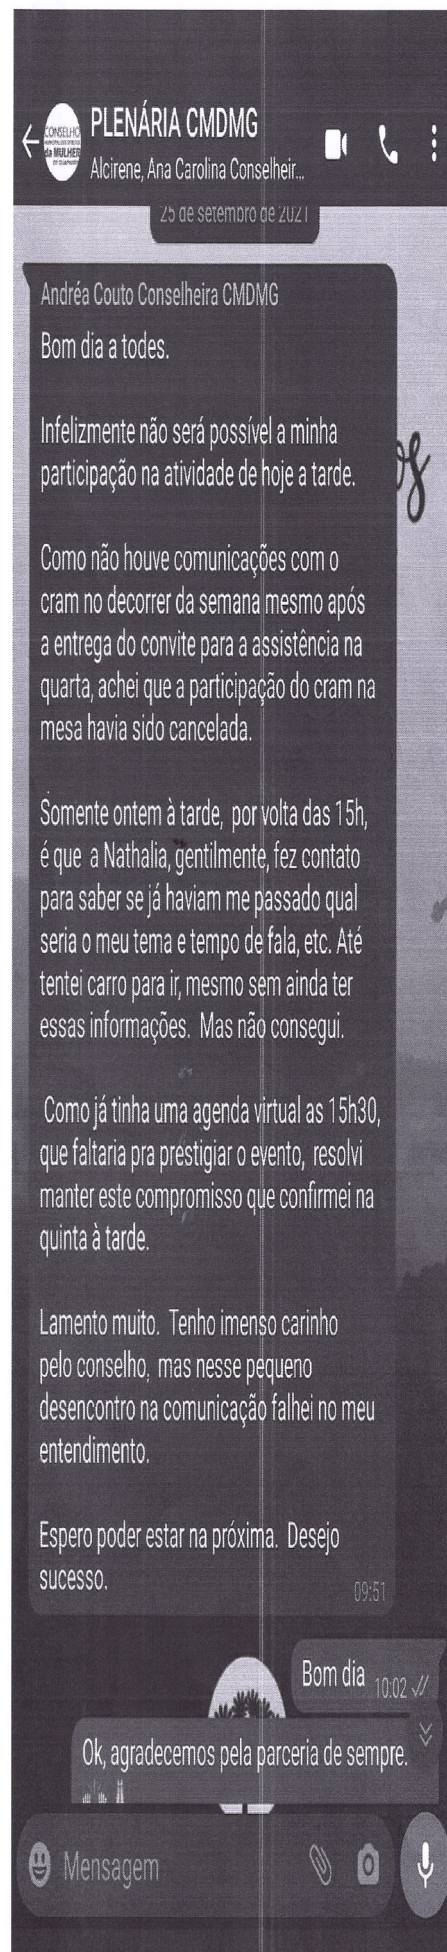 CONSELHO
da MULHER
PLENÁRIA CMDMG
Alcirene, Ana Carolina Conselheir...
25 de setembro de 2021
Andréa Couto Conselheira CMDMG
Bom dia a todes.
Infelizmente não será possível a minha
participação na atividade de hoje a tarde.
Como não houve comunicações com o
cram no decorrer da semana mesmo após
a entrega do convite para a assistência na
quarta, achei que a participação do cram na
mesa havia sido cancelada.
Somente ontem à tarde, por volta das 15h,
é que a Nathalia, gentilmente, fez contato
para saber se já haviam me passado qual
seria o meu tema e tempo de fala, etc. Até
tentei carro para ir, mesmo sem ainda ter
essas informações. Mas não consegui.
Como já tinha uma agenda virtual as 15h30,
que faltaria pra prestigiar o evento, resolvi
manter este compromisso que confirmei na
quinta à tarde.
Lamento muito. Tenho imenso carinho
pelo conselho, mas nesse pequeno
desencontro na comunicação falhei no meu
entendimento.
Espero poder estar na próxima. Desejo
sucesso.
09:51
Bom dia 10:02
Ok, agradecemos pela parceria de sempre.
Mensagem